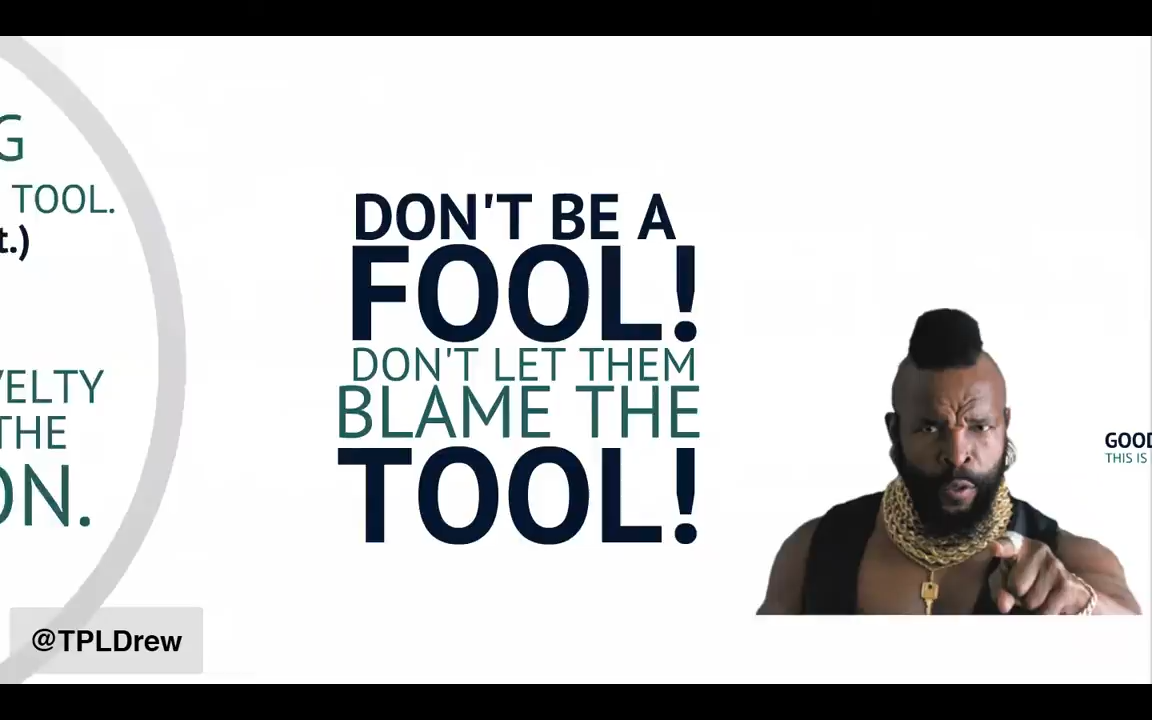 G
TOOL.
t.)
VELTY
THE
ON.
DON'T BE A
FOOL!
DON'T LET THEM
BLAME THE
TOOL!
GOOD
THIS IS
@TPLDrew